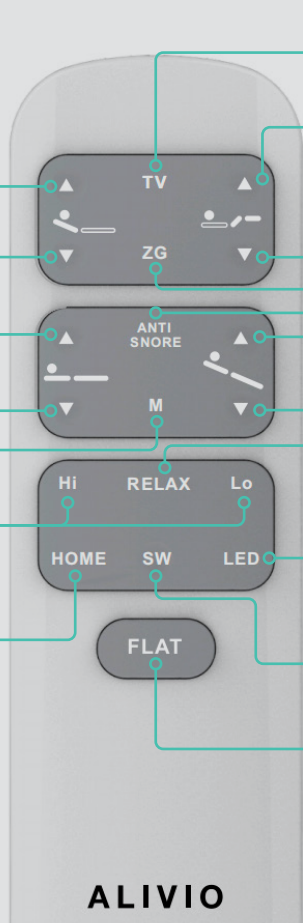 TV
ZG
ANTI
SNORE
M
Hi RELAX Lo
HOME SW LED
FLAT
ALIVIO